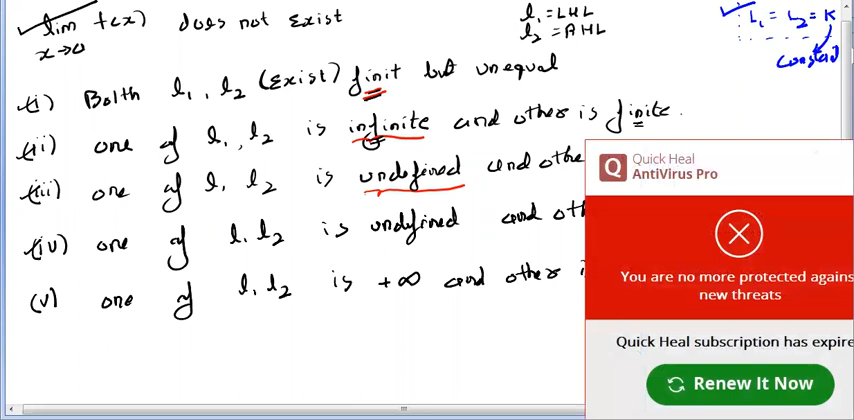 lim f(x) does not exist
x→0
l₁ = LHL
l₂ = RHL
L₁ = L₂ = K
constant
(i) Bolth l₁, l₂ (Exist) finit but unequal
(ii) one of l₁, l₂ is infinite and other is finite.
(iii) one of l₁ l₂ is undefined and othe
(iv) one of l₁ l₂ is undefined and oth
(v) one of l₁ l₂ is +∞ and other i
Quick Heal
AntiVirus Pro
You are no more protected agains
new threats
Quick Heal subscription has expire
Renew It Now